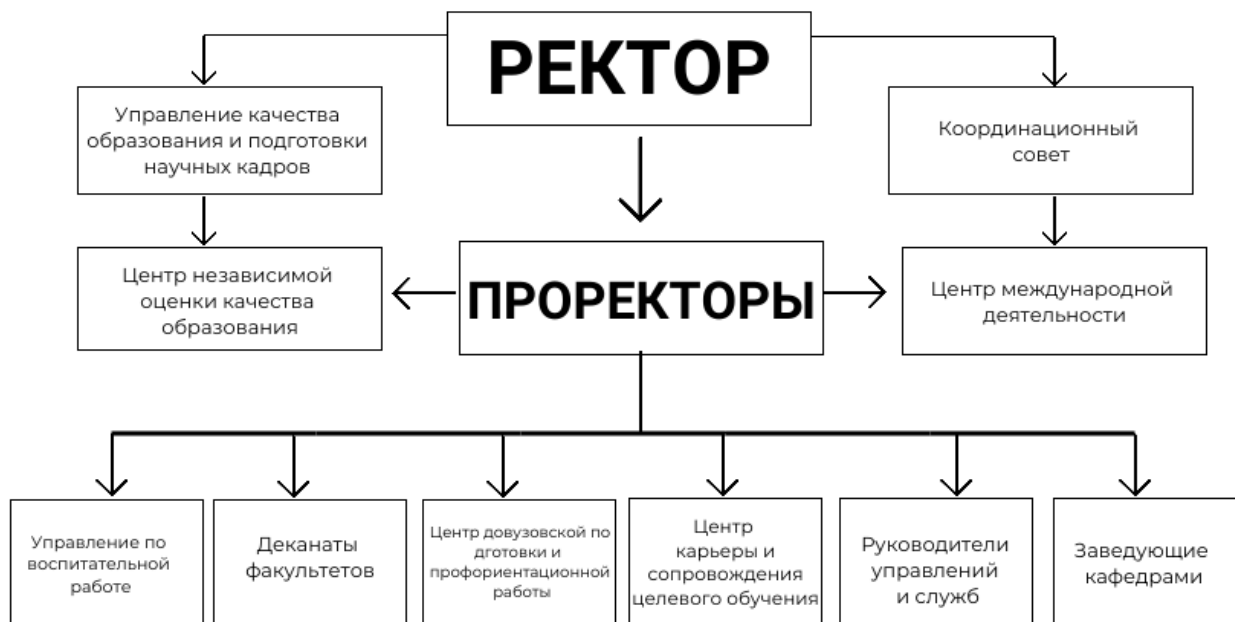 РЕКТОР
Управление качества
образования и подготовки
научных кадров
Координационный
совет
Центр независимой
оценки качества
образования
ПРОРЕКТОРЫ
Центр международной
деятельности
Управление по
воспитательной
работе
Деканаты
факультетов
Центр довузовской по
дготовки и
профориентационной
работы
Центр
карьеры и
сопровождения
целевого обучения
Руководители
управлений
и служб
Заведующие
кафедрами